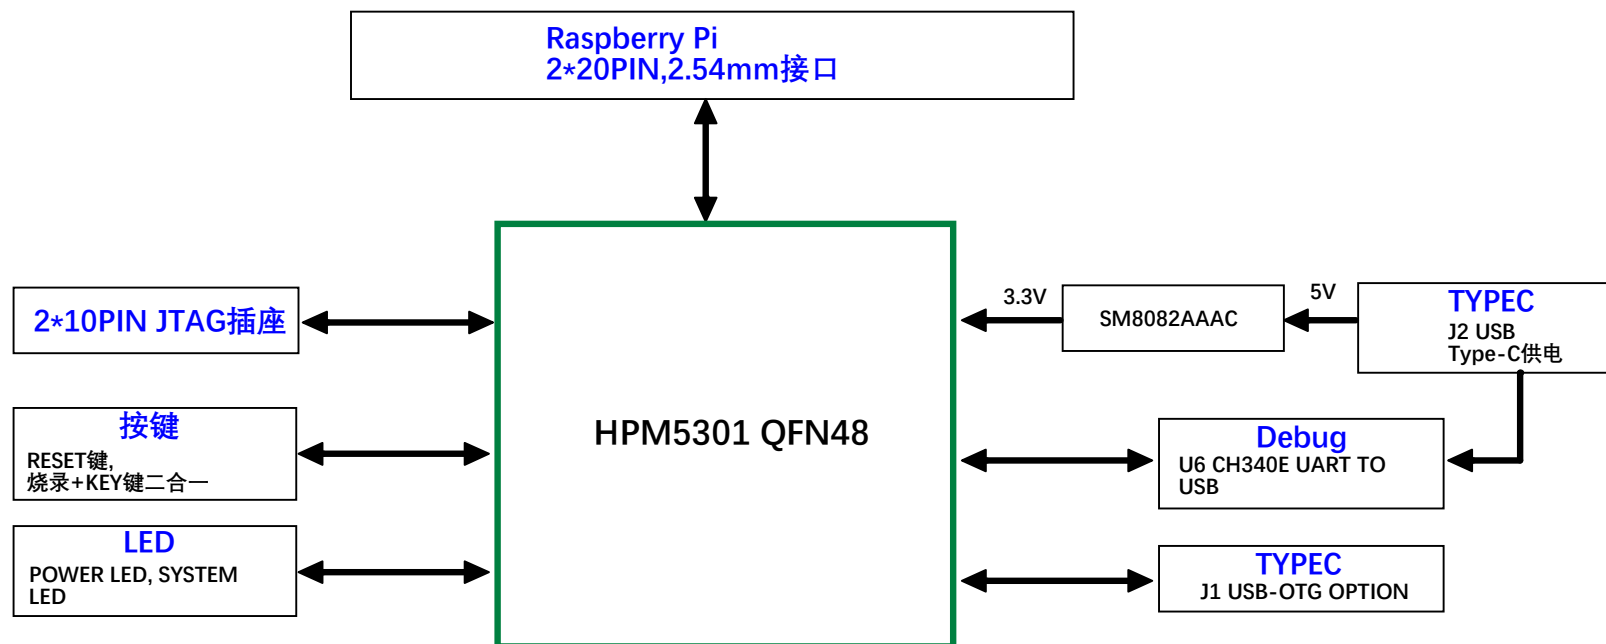 Raspberry Pi
2*20PIN,2.54mm接口
2*10PIN JTAG插座
3.3V
SM8082AAAC
5V
TYPEC
J2 USB
Type-C供电
按键
RESET键,
烧录+KEY键二合一
HPM5301 QFN48
Debug
U6 CH340E UART TO
USB
LED
POWER LED, SYSTEM
LED
TYPEC
J1 USB-OTG OPTION